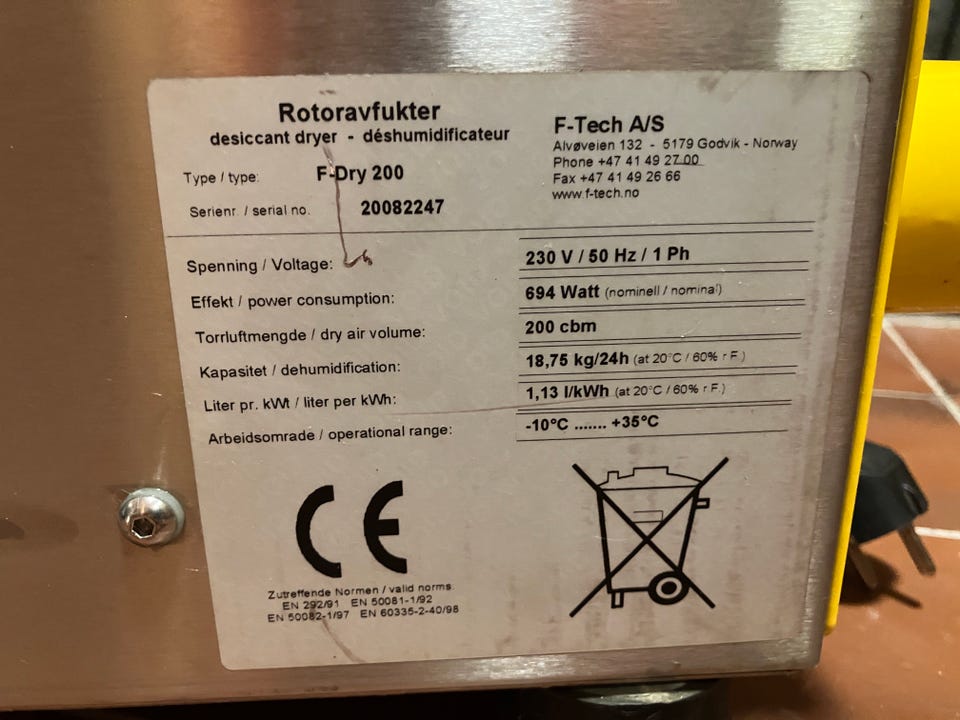 Rotoravfukter
desiccant dryer - déshumidificateur
F-Tech A/S
Alvøveien 132 - 5179 Godvik - Norway
Phone +47 41 49 27 00
Fax +47 41 49 26 66
www.f-tech.no
Type / type: F-Dry 200
Serienr. / serial no. 20082247
Spenning / Voltage: 230 V / 50 Hz / 1 Ph
Effekt / power consumption: 694 Watt (nominell / nominal)
Torrluftmengde / dry air volume: 200 cbm
Kapasitet / dehumidification: 18,75 kg/24h (at 20°C / 60% r.F.)
Liter pr. kWt / liter per kWh: 1,13 l/kWh (at 20°C / 60% r.F.)
Arbeidsomrade / operational range: -10°C ....... +35°C
CE
Zutreffende Normen / valid norms
EN 292/91 EN 50081-1/92
EN 50082-1/97 EN 60335-2-40/98